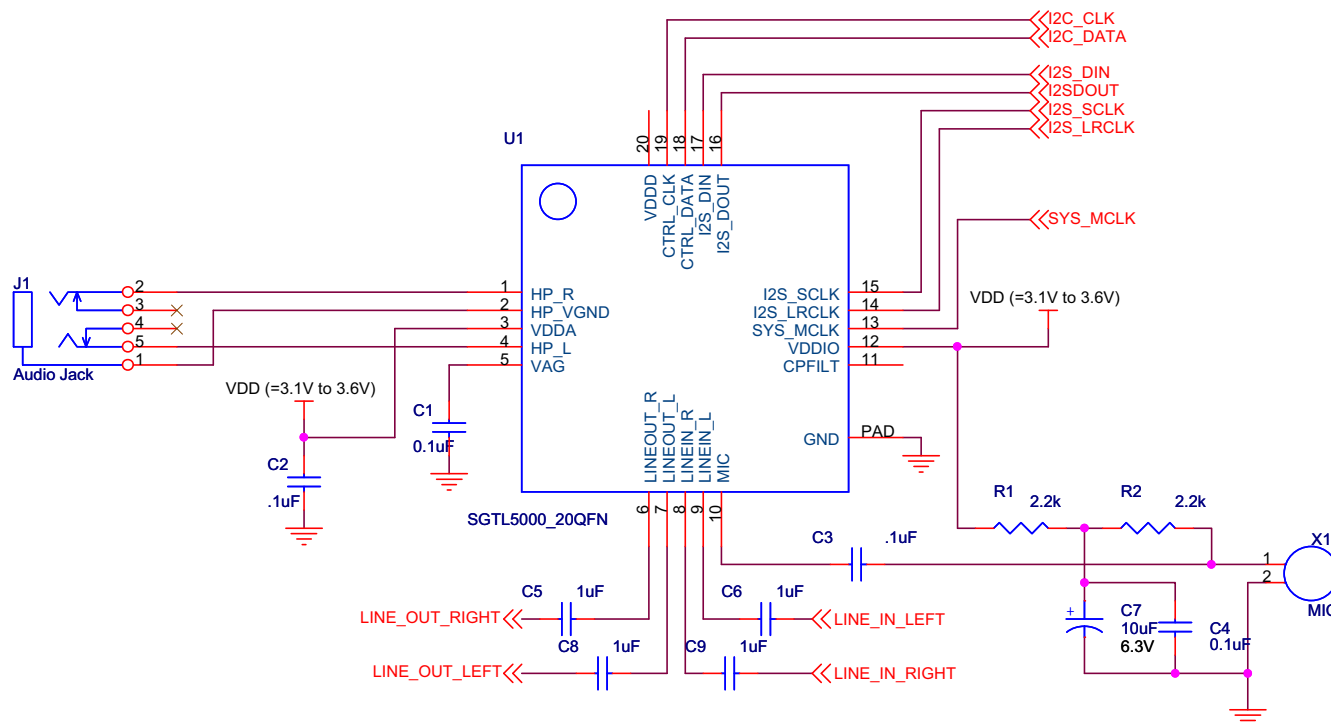 I2C_CLK
I2C_DATA
I2S_DIN
I2SDOUT
I2S_SCLK
I2S_LRCLK
SYS_MCLK
U1
20
19
18
17
16
VDDD
CTRL_CLK
CTRL_DATA
I2S_DIN
I2S_DOUT
J1
2
3
4
5
1
Audio Jack
1
2
3
4
5
HP_R
HP_VGND
VDDA
HP_L
VAG
I2S_SCLK
I2S_LRCLK
SYS_MCLK
VDDIO
CPFILT
15
14
13
12
11
VDD (=3.1V to 3.6V)
VDD (=3.1V to 3.6V)
C1
0.1uF
C2
.1uF
GND
PAD
LINEOUT_R
LINEOUT_L
LINEIN_R
LINEIN_L
MIC
6
7
8
9
10
SGTL5000_20QFN
R1
2.2k
R2
2.2k
C3
.1uF
X1
1
2
MIC
C5
1uF
C6
1uF
LINE_OUT_RIGHT
LINE_IN_LEFT
C8
1uF
C9
1uF
LINE_OUT_LEFT
LINE_IN_RIGHT
+
C7
10uF
6.3V
C4
0.1uF